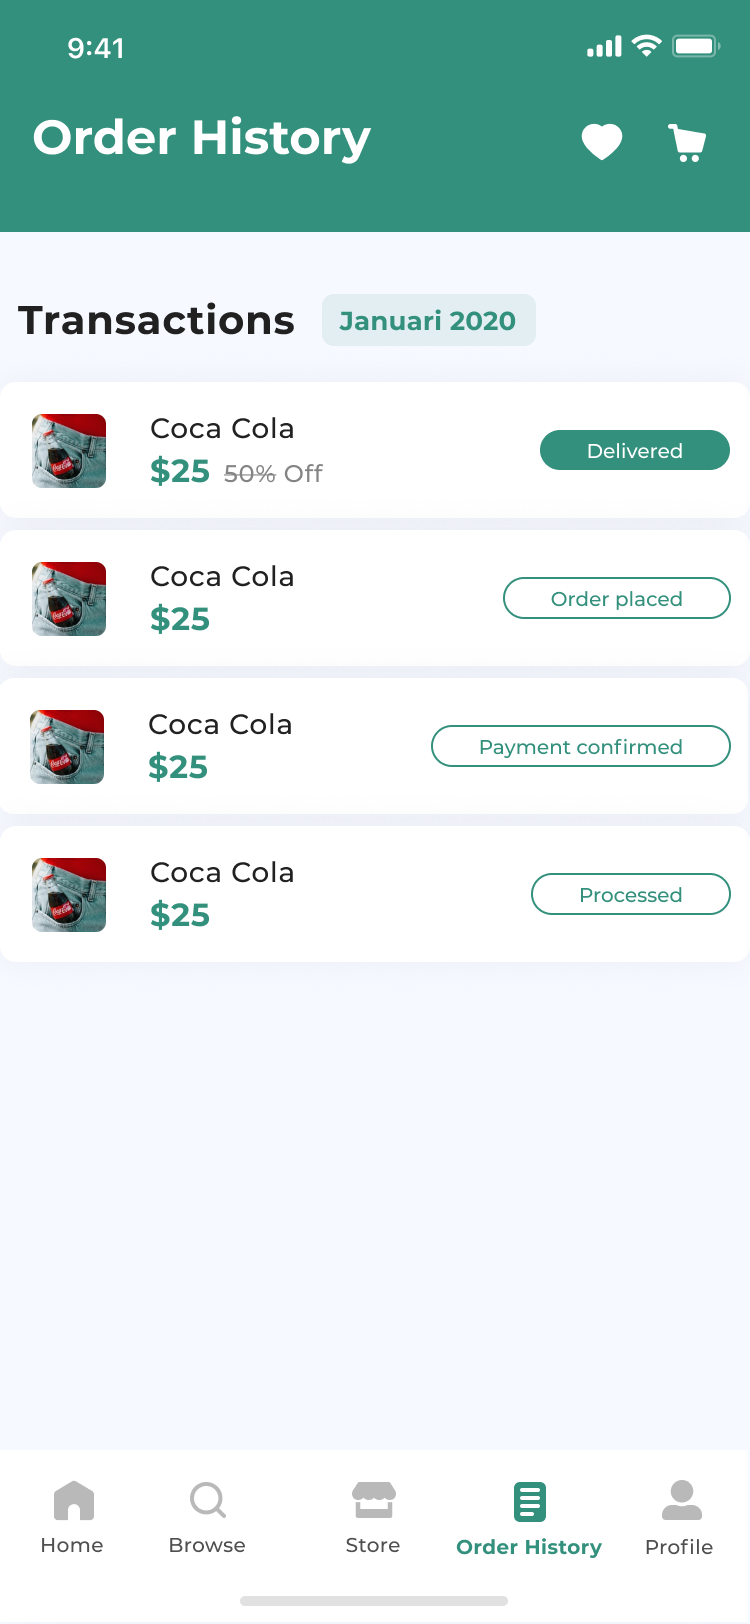 9:41
Order History
Transactions
Januari 2020
Coca Cola
$25 50% Off
Delivered
Coca Cola
$25
Order placed
Coca Cola
$25
Payment confirmed
Coca Cola
$25
Processed
Home
Browse
Store
Order History
Profile